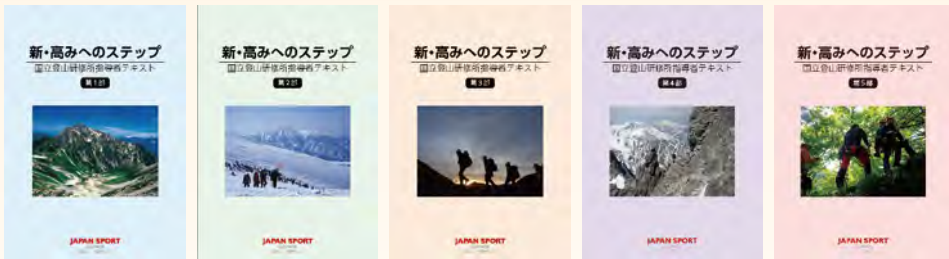 新・高みへのステップ
国立登山研修所指導者テキスト
第1部
JAPAN SPORT
新・高みへのステップ
国立登山研修所指導者テキスト
第2部
JAPAN SPORT
新・高みへのステップ
国立登山研修所指導者テキスト
第3部
JAPAN SPORT
新・高みへのステップ
国立登山研修所指導者テキスト
第4部
JAPAN SPORT
新・高みへのステップ
国立登山研修所指導者テキスト
第5部
JAPAN SPORT